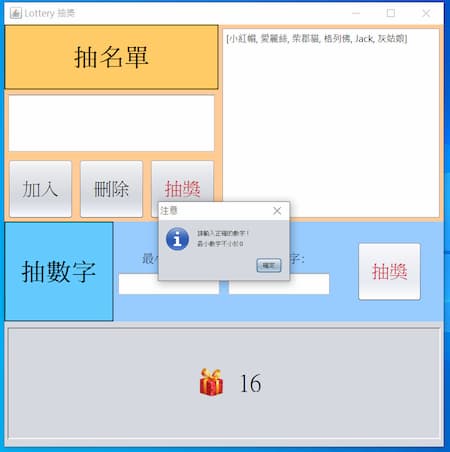 Lottery 抽獎
抽名單
[小紅帽, 愛麗絲, 柴郡貓, 格列佛, Jack, 灰姑娘]
加入
刪除
抽獎
注意
請輸入正確的數字！
最小數字不小於0
確定
抽數字
最
字：
抽獎
16